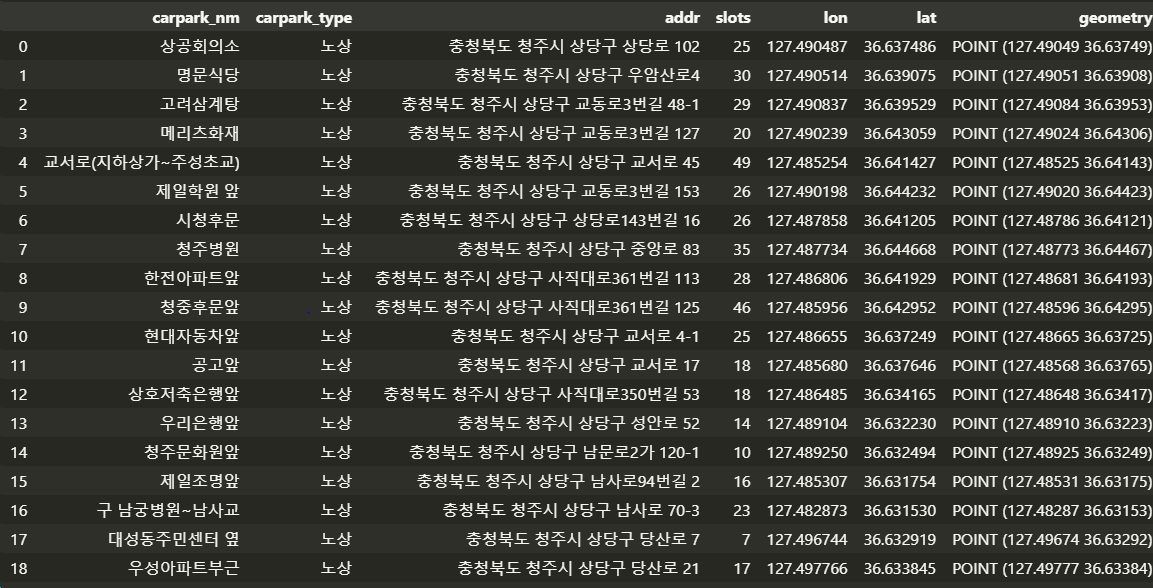 carpark_nm carpark_type addr slots lon lat geometry
0 상공회의소 노상 충청북도 청주시 상당구 상당로 102 25 127.490487 36.637486 POINT (127.49049 36.63749)
1 명문식당 노상 충청북도 청주시 상당구 우암산로4 30 127.490514 36.639075 POINT (127.49051 36.63908)
2 고려삼계탕 노상 충청북도 청주시 상당구 교동로3번길 48-1 29 127.490837 36.639529 POINT (127.49084 36.63953)
3 메리츠화재 노상 충청북도 청주시 상당구 교동로3번길 127 20 127.490239 36.643059 POINT (127.49024 36.64306)
4 교서로(지하상가~주성초교) 노상 충청북도 청주시 상당구 교서로 45 49 127.485254 36.641427 POINT (127.48525 36.64143)
5 제일학원 앞 노상 충청북도 청주시 상당구 교동로3번길 153 26 127.490198 36.644232 POINT (127.49020 36.64423)
6 시청후문 노상 충청북도 청주시 상당구 상당로143번길 16 26 127.487858 36.641205 POINT (127.48786 36.64121)
7 청주병원 노상 충청북도 청주시 상당구 중앙로 83 35 127.487734 36.644668 POINT (127.48773 36.64467)
8 한전아파트앞 노상 충청북도 청주시 상당구 사직대로361번길 113 28 127.486806 36.641929 POINT (127.48681 36.64193)
9 청중후문앞 노상 충청북도 청주시 상당구 사직대로361번길 125 46 127.485956 36.642952 POINT (127.48596 36.64295)
10 현대자동차앞 노상 충청북도 청주시 상당구 교서로 4-1 25 127.486655 36.637249 POINT (127.48665 36.63725)
11 공고앞 노상 충청북도 청주시 상당구 교서로 17 18 127.485680 36.637646 POINT (127.48568 36.63765)
12 상호저축은행앞 노상 충청북도 청주시 상당구 사직대로350번길 53 18 127.486485 36.634165 POINT (127.48648 36.63417)
13 우리은행앞 노상 충청북도 청주시 상당구 성안로 52 14 127.489104 36.632230 POINT (127.48910 36.63223)
14 청주문화원앞 노상 충청북도 청주시 상당구 남문로2가 120-1 10 127.489250 36.632494 POINT (127.48925 36.63249)
15 제일조명앞 노상 충청북도 청주시 상당구 남사로94번길 2 16 127.485307 36.631754 POINT (127.48531 36.63175)
16 구 남궁병원~남사교 노상 충청북도 청주시 상당구 남사로 70-3 23 127.482873 36.631530 POINT (127.48287 36.63153)
17 대성동주민센터 옆 노상 충청북도 청주시 상당구 당산로 7 7 127.496744 36.632919 POINT (127.49674 36.63292)
18 우성아파트부근 노상 충청북도 청주시 상당구 당산로 21 17 127.497766 36.633845 POINT (127.49777 36.63384)